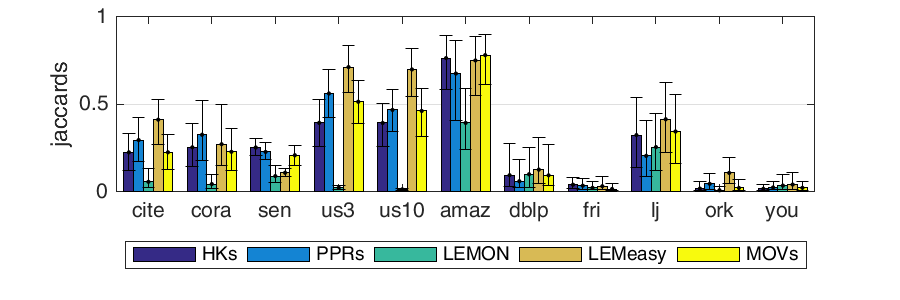 1
jaccards
0.5
0
cite cora sen us3 us10 amaz dblp fri lj ork you
HKs PPRs LEMON LEMeasy MOVs